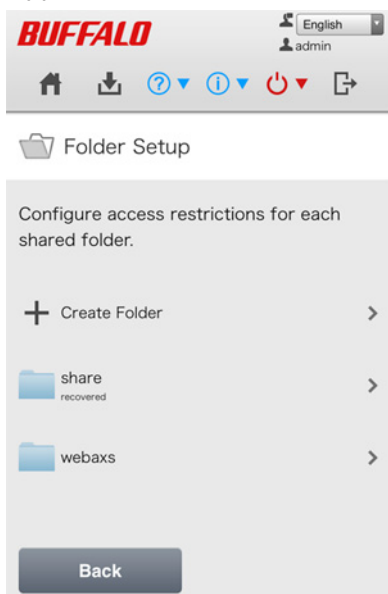 BUFFALO
English
admin
Folder Setup
Configure access restrictions for each
shared folder.
Create Folder
share
recovered
webaxs
Back